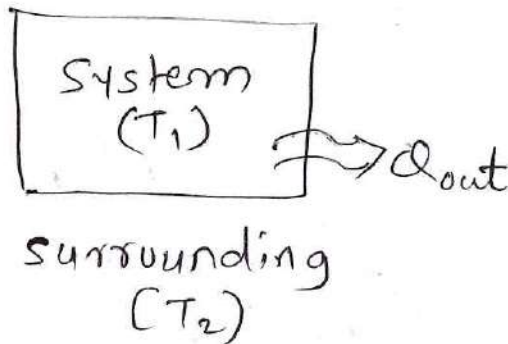 System
(T₁)
Qout
Surrounding
(T₂)